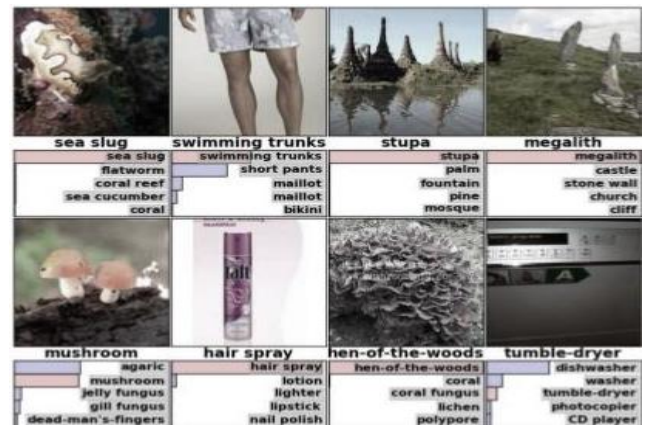 sea slug swimming trunks stupa megalith
sea slug swimming trunks stupa megalith
flatworm short pants palm castle
coral reef maillot fountain stone wall
sea cucumber maillot pine church
coral bikini mosque cliff
taft
A
mushroom hair spray hen-of-the-woods tumble-dryer
agaric hair spray hen-of-the-woods dishwasher
mushroom lotion coral washer
jelly fungus lighter coral fungus tumble-dryer
gill fungus lipstick lichen photocopier
dead-man's-fingers nail polish polypore CD player